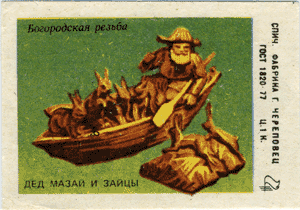 Богородская резьба
ДЕД МАЗАЙ И ЗАЙЦЫ
СПИЧ. ФАБРИКА Г. ЧЕРЕПОВЕЦ
ГОСТ 1820-77 Ц. 1 К.